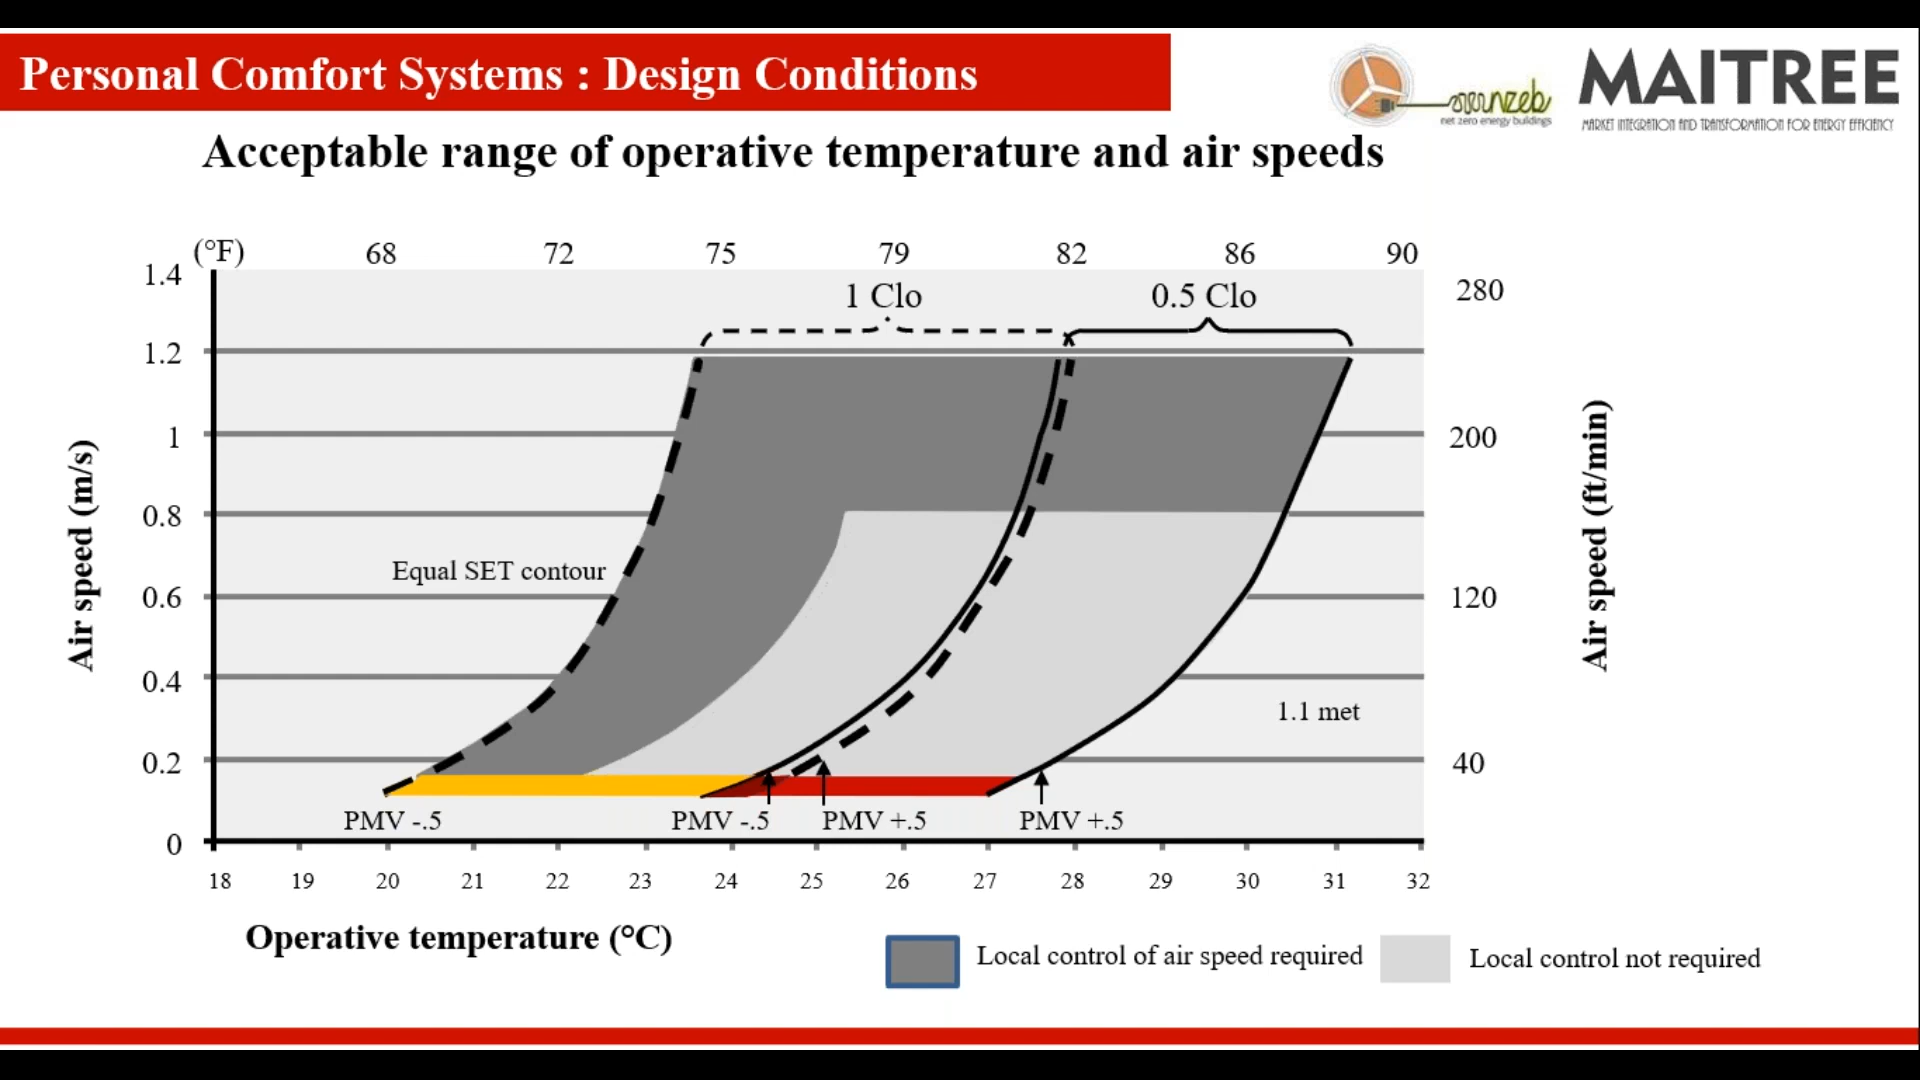 Personal Comfort Systems : Design Conditions
net zero energy buildings
MAITREE
MARKET INTEGRATION AND TRANSFORMATION FOR ENERGY EFFICIENCY
Acceptable range of operative temperature and air speeds
(°F) 68 72 75 79 82 86 90
1 Clo 0.5 Clo
1.4 280
1.2
1 200
0.8
0.6 120
0.4
0.2 40
0
Air speed (m/s)
Air speed (ft/min)
Equal SET contour
1.1 met
PMV -.5 PMV -.5 PMV +.5 PMV +.5
18 19 20 21 22 23 24 25 26 27 28 29 30 31 32
Operative temperature (°C)
Local control of air speed required
Local control not required